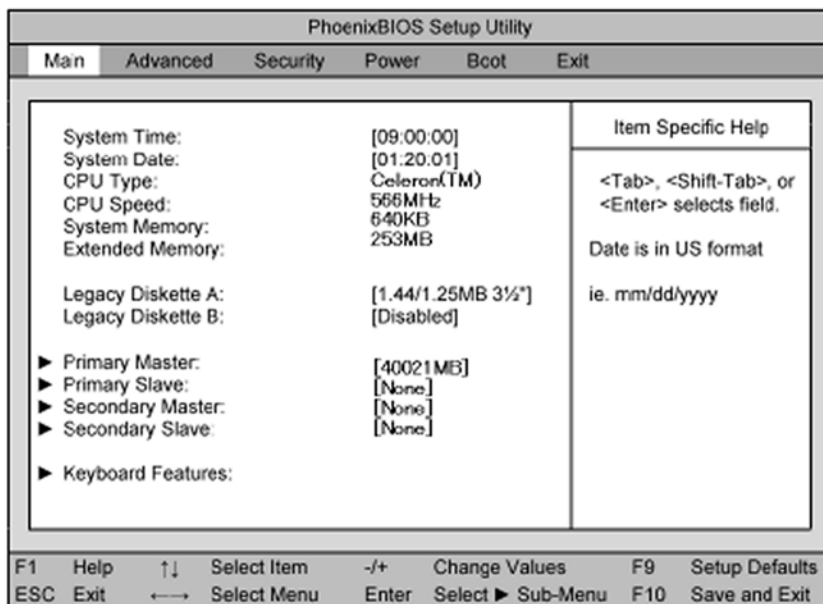 PhoenixBIOS Setup Utility
Main Advanced Security Power Boot Exit
System Time: [09:00:00]
System Date: [01:20:01]
CPU Type: Celeron(TM)
CPU Speed: 566MHz
System Memory: 640KB
Extended Memory: 253MB
Legacy Diskette A: [1.44/1.25MB 3½"]
Legacy Diskette B: [Disabled]
► Primary Master: [40021MB]
► Primary Slave: [None]
► Secondary Master: [None]
► Secondary Slave: [None]
► Keyboard Features:
Item Specific Help
<Tab>, <Shift-Tab>, or
<Enter> selects field.
Date is in US format
ie. mm/dd/yyyy
F1 Help ↑↓ Select Item -/+ Change Values F9 Setup Defaults
ESC Exit ←→ Select Menu Enter Select ► Sub-Menu F10 Save and Exit